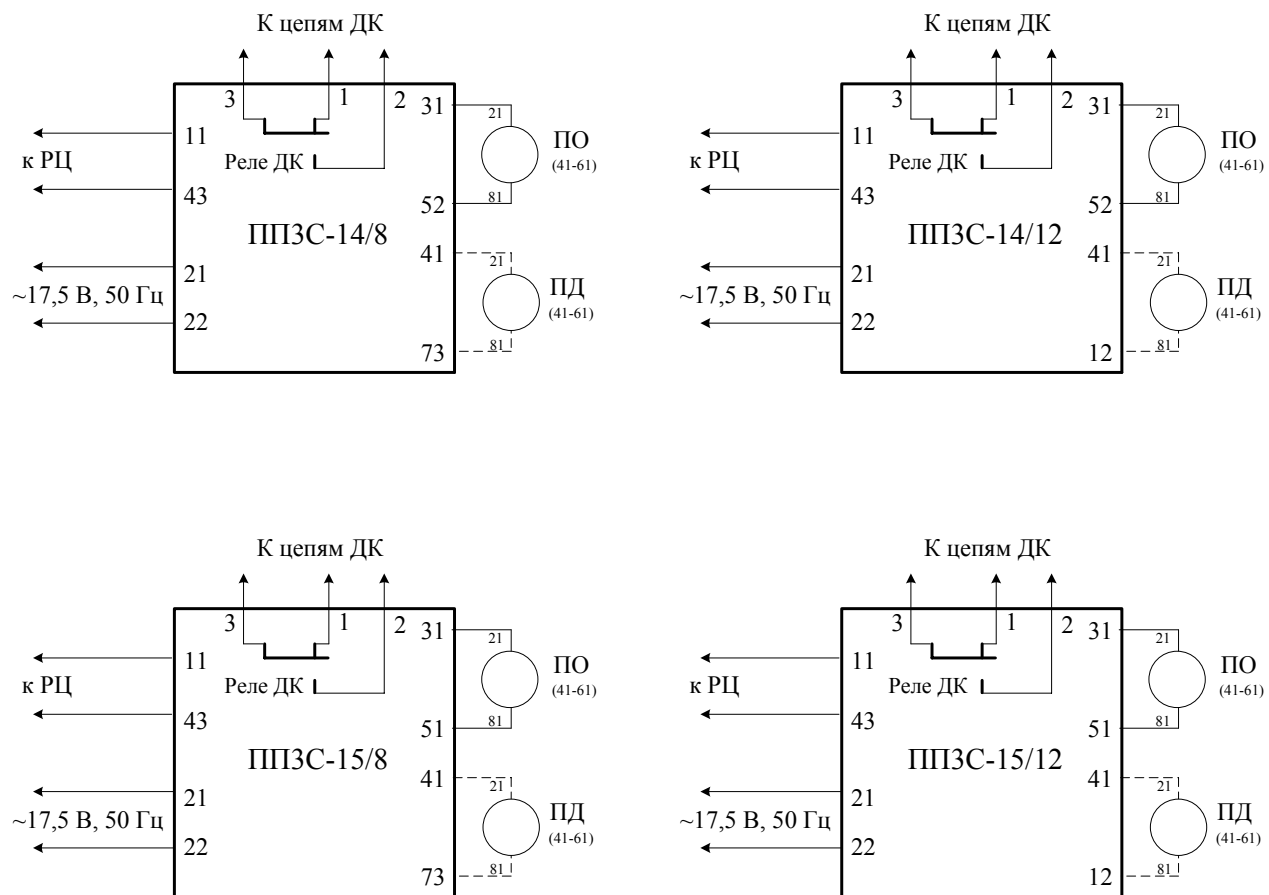 К цепям ДК
3 1 2 31
11
к РЦ
43
Реле ДК
21
ПО
(41-61)
81
52
ПП3С-14/8
41
21
~17,5 В, 50 Гц
22
21
ПД
(41-61)
81
73
К цепям ДК
3 1 2 31
11
к РЦ
43
Реле ДК
21
ПО
(41-61)
81
52
ПП3С-14/12
41
21
~17,5 В, 50 Гц
22
21
ПД
(41-61)
81
12
К цепям ДК
3 1 2 31
11
к РЦ
43
Реле ДК
21
ПО
(41-61)
81
51
ПП3С-15/8
41
21
~17,5 В, 50 Гц
22
21
ПД
(41-61)
81
73
К цепям ДК
3 1 2 31
11
к РЦ
43
Реле ДК
21
ПО
(41-61)
81
51
ПП3С-15/12
41
21
~17,5 В, 50 Гц
22
21
ПД
(41-61)
81
12